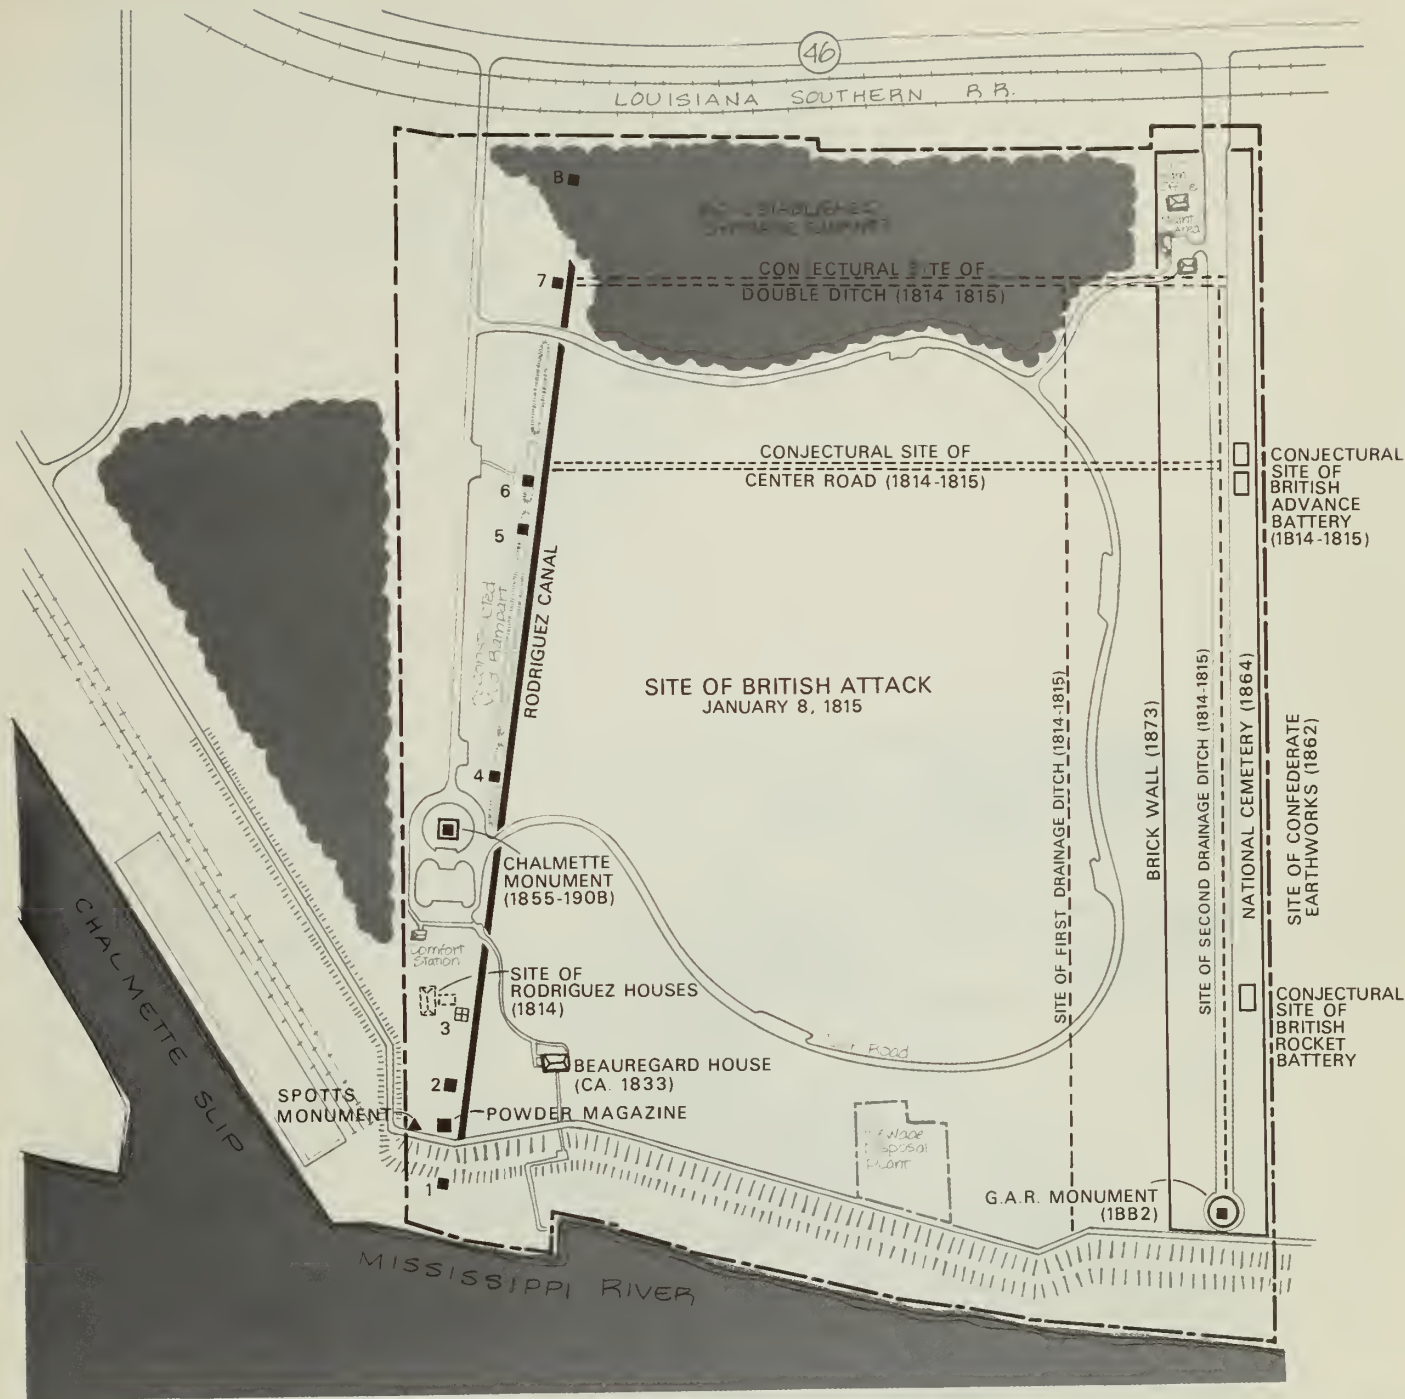 46
LOUISIANA SOUTHERN R.R.
8
CONJECTURAL SITE OF
DOUBLE DITCH (1814 1815)
7
CONJECTURAL SITE OF
CENTER ROAD (1814-1815)
6
5
CONJECTURAL
SITE OF
BRITISH
ADVANCE
BATTERY
(1814-1815)
Rampart
RODRIGUEZ CANAL
SITE OF BRITISH ATTACK
JANUARY 8, 1815
SITE OF FIRST DRAINAGE DITCH (1814-1815)
BRICK WALL (1873)
SITE OF SECOND DRAINAGE DITCH (1814-1815)
NATIONAL CEMETERY (1864)
SITE OF CONFEDERATE
EARTHWORKS (1862)
4
CHALMETTE
MONUMENT
(1855-1908)
Comfort
Station
SITE OF
RODRIGUEZ HOUSES
(1814)
3
CONJECTURAL
SITE OF
BRITISH
ROCKET
BATTERY
Road
BEAUREGARD HOUSE
(CA. 1833)
2
SPOTTS
MONUMENT
POWDER MAGAZINE
1
G.A.R. MONUMENT
(1882)
CHALMETTE SLIP
MISSISSIPPI RIVER